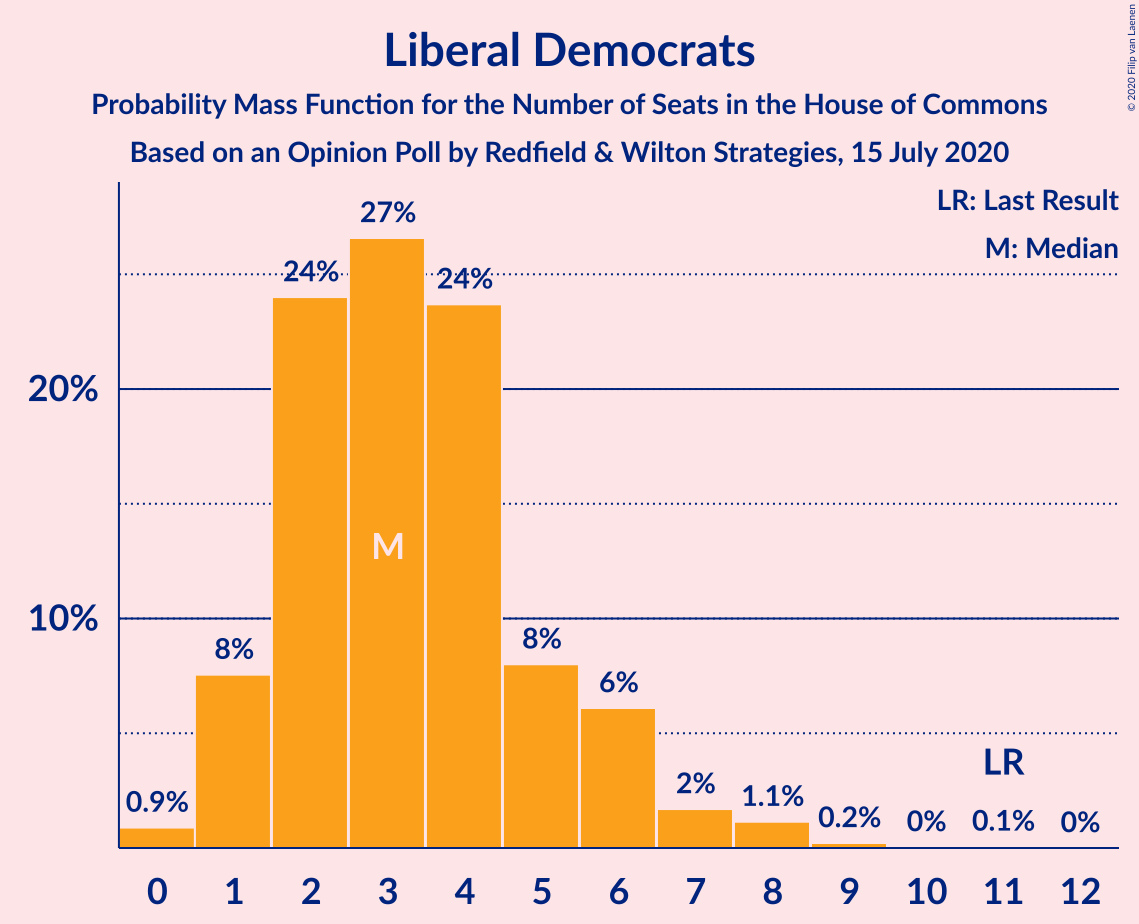 © 2020 Filip van Laenen
Liberal Democrats
Probability Mass Function for the Number of Seats in the House of Commons
Based on an Opinion Poll by Redfield & Wilton Strategies, 15 July 2020
LR: Last Result
M: Median
27%
24%
24%
20%
M
10%
8%
8%
6%
LR
2%
1.1%
0.9%
0.2%
0%
0.1%
0%
0 1 2 3 4 5 6 7 8 9 10 11 12